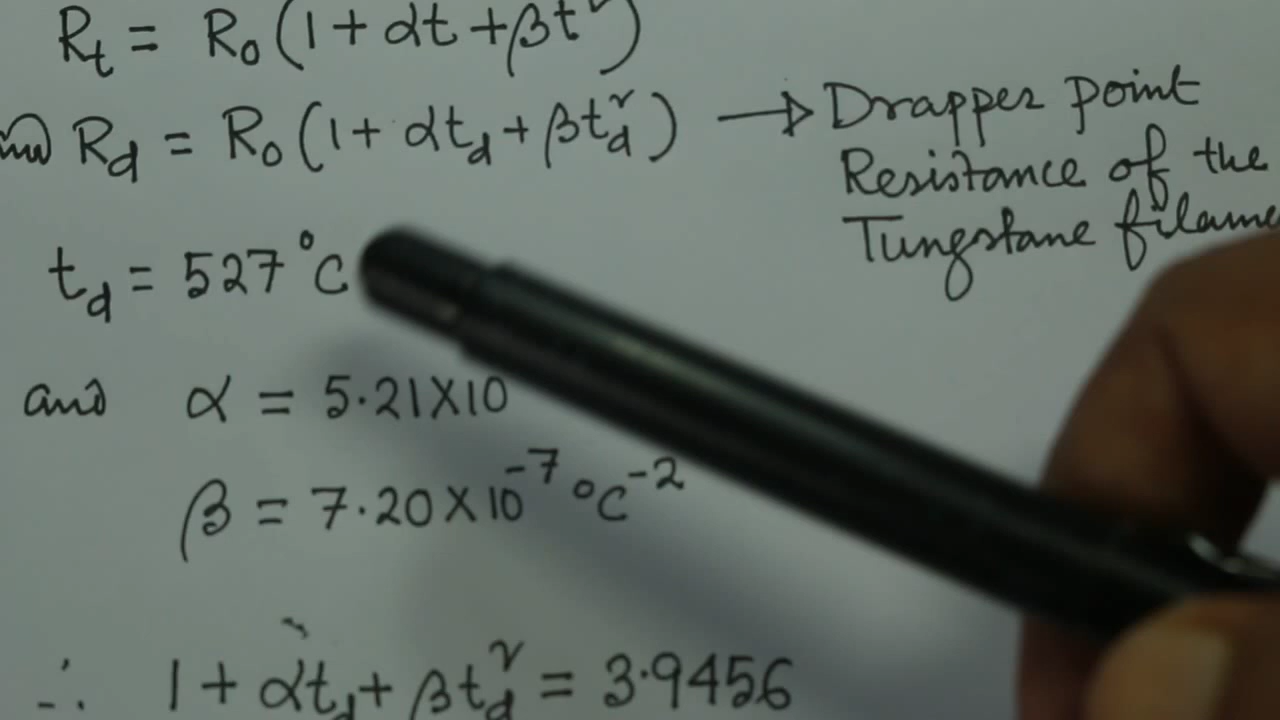 Rt = R0 (1 + αt + βt²)
Rd = R0 (1 + αtd + βtd²) → Drapper point
Resistance of the
Tungstane
td = 527 °C
and α = 5.21 X 10
β = 7.20 X 10⁻⁷ °C⁻²
∴ 1 + αtd + βtd² = 3.9456